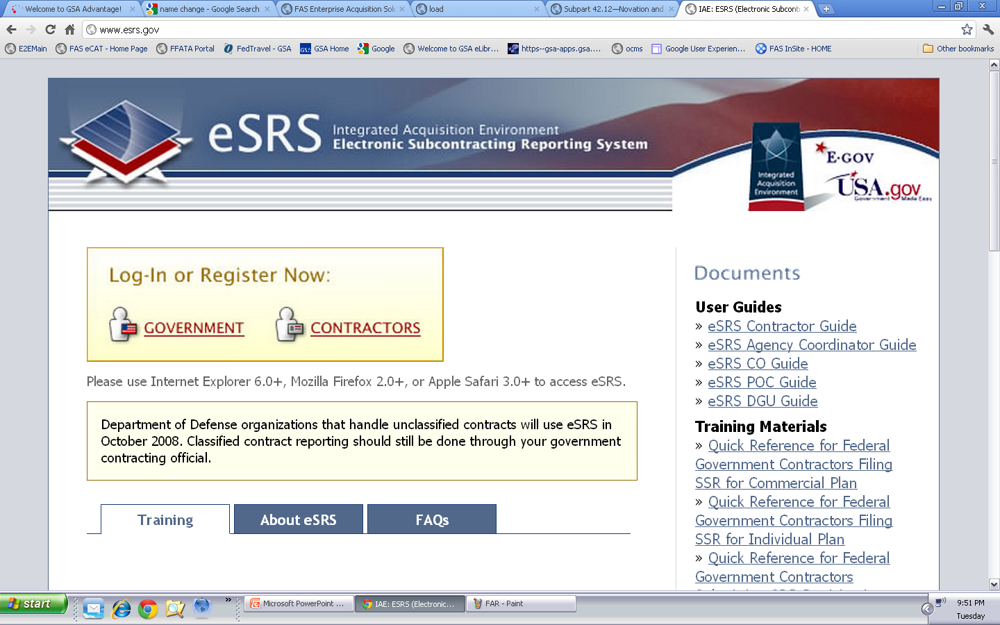 Welcome to GSA Advantage!
name change - Google Search
FAS Enterprise Acquisition Solu
load
Subpart 42.12—Novation and
IAE: ESRS (Electronic Subcont
www.esrs.gov
E2EMain
FAS eCAT - Home Page
FFATA Portal
FedTravel - GSA
GSA Home
Google
Welcome to GSA eLibr...
https--gsa-apps.gsa....
ocms
Google User Experien...
FAS InSite - HOME
Other bookmarks
eSRS
Integrated Acquisition Environment
Electronic Subcontracting Reporting System
Integrated
Acquisition
Environment
E-GOV
USA.gov
Government Made Easy
Log-In or Register Now:
GOVERNMENT
CONTRACTORS
Please use Internet Explorer 6.0+, Mozilla Firefox 2.0+, or Apple Safari 3.0+ to access eSRS.
Department of Defense organizations that handle unclassified contracts will use eSRS in
October 2008. Classified contract reporting should still be done through your government
contracting official.
Training
About eSRS
FAQs
Documents
User Guides
» eSRS Contractor Guide
» eSRS Agency Coordinator Guide
» eSRS CO Guide
» eSRS POC Guide
» eSRS DGU Guide
Training Materials
» Quick Reference for Federal
Government Contractors Filing
SSR for Commercial Plan
» Quick Reference for Federal
Government Contractors Filing
SSR for Individual Plan
» Quick Reference for Federal
Government Contractors
start
Microsoft PowerPoint ...
IAE: ESRS (Electronic...
FAR - Paint
9:51 PM
Tuesday